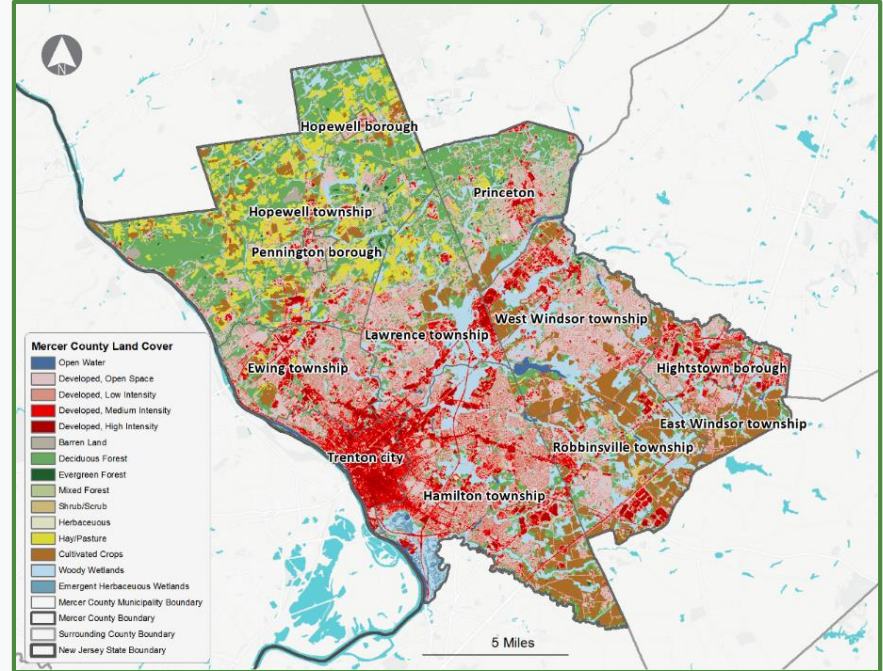 N
Hopewell borough
Princeton
Hopewell township
Pennington borough
West Windsor township
Lawrence township
Ewing township
Hightstown borough
East Windsor township
Robbinsville township
Trenton city
Hamilton township
Mercer County Land Cover
Open Water
Developed, Open Space
Developed, Low Intensity
Developed, Medium Intensity
Developed, High Intensity
Barren Land
Deciduous Forest
Evergreen Forest
Mixed Forest
Shrub/Scrub
Herbaceuous
Hay/Pasture
Cultivated Crops
Woody Wetlands
Emergent Herbaceuous Wetlands
Mercer County Municipality Boundary
Mercer County Boundary
Surrounding County Boundary
New Jersey State Boundary
5 Miles